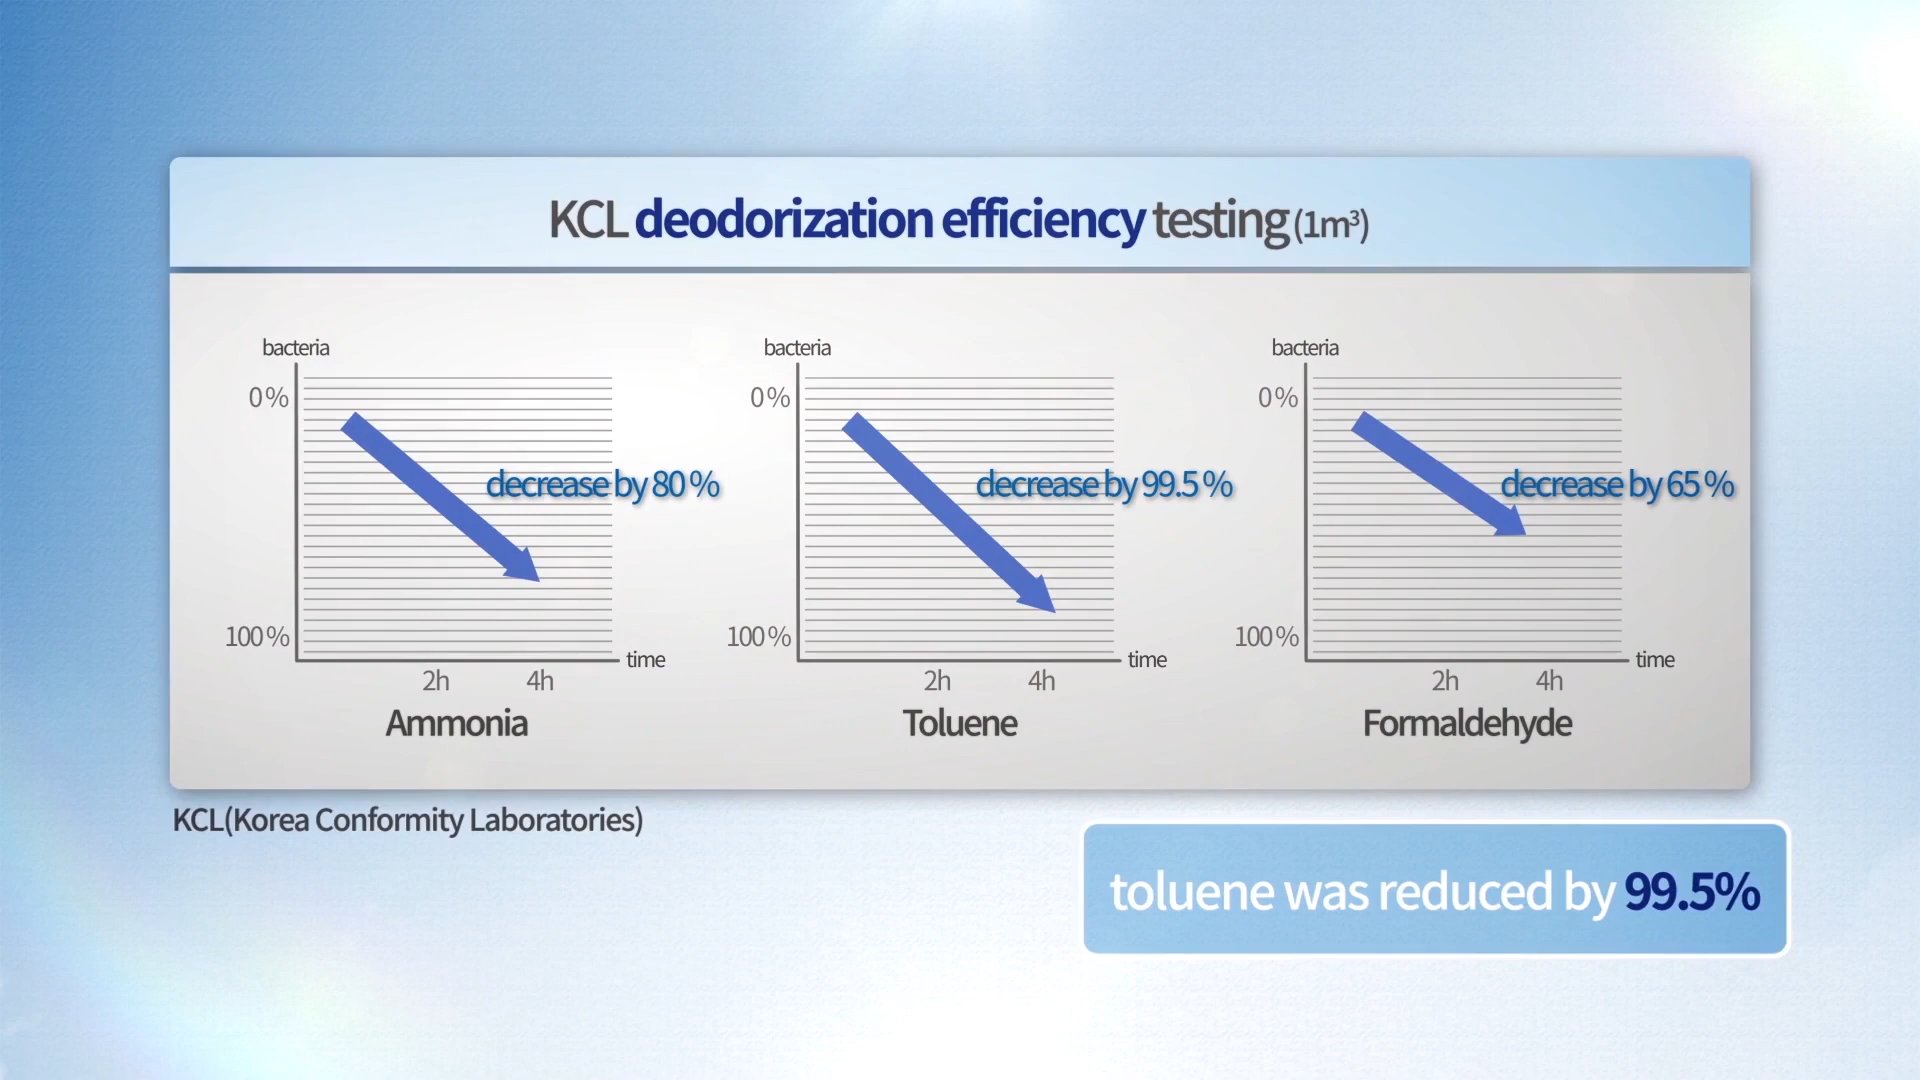 KCL deodorization efficiency testing (1m³)
bacteria
0%
100%
decrease by 80%
2h 4h time
Ammonia
bacteria
0%
100%
decrease by 99.5%
2h 4h time
Toluene
bacteria
0%
100%
decrease by 65%
2h 4h time
Formaldehyde
KCL(Korea Conformity Laboratories)
toluene was reduced by 99.5%